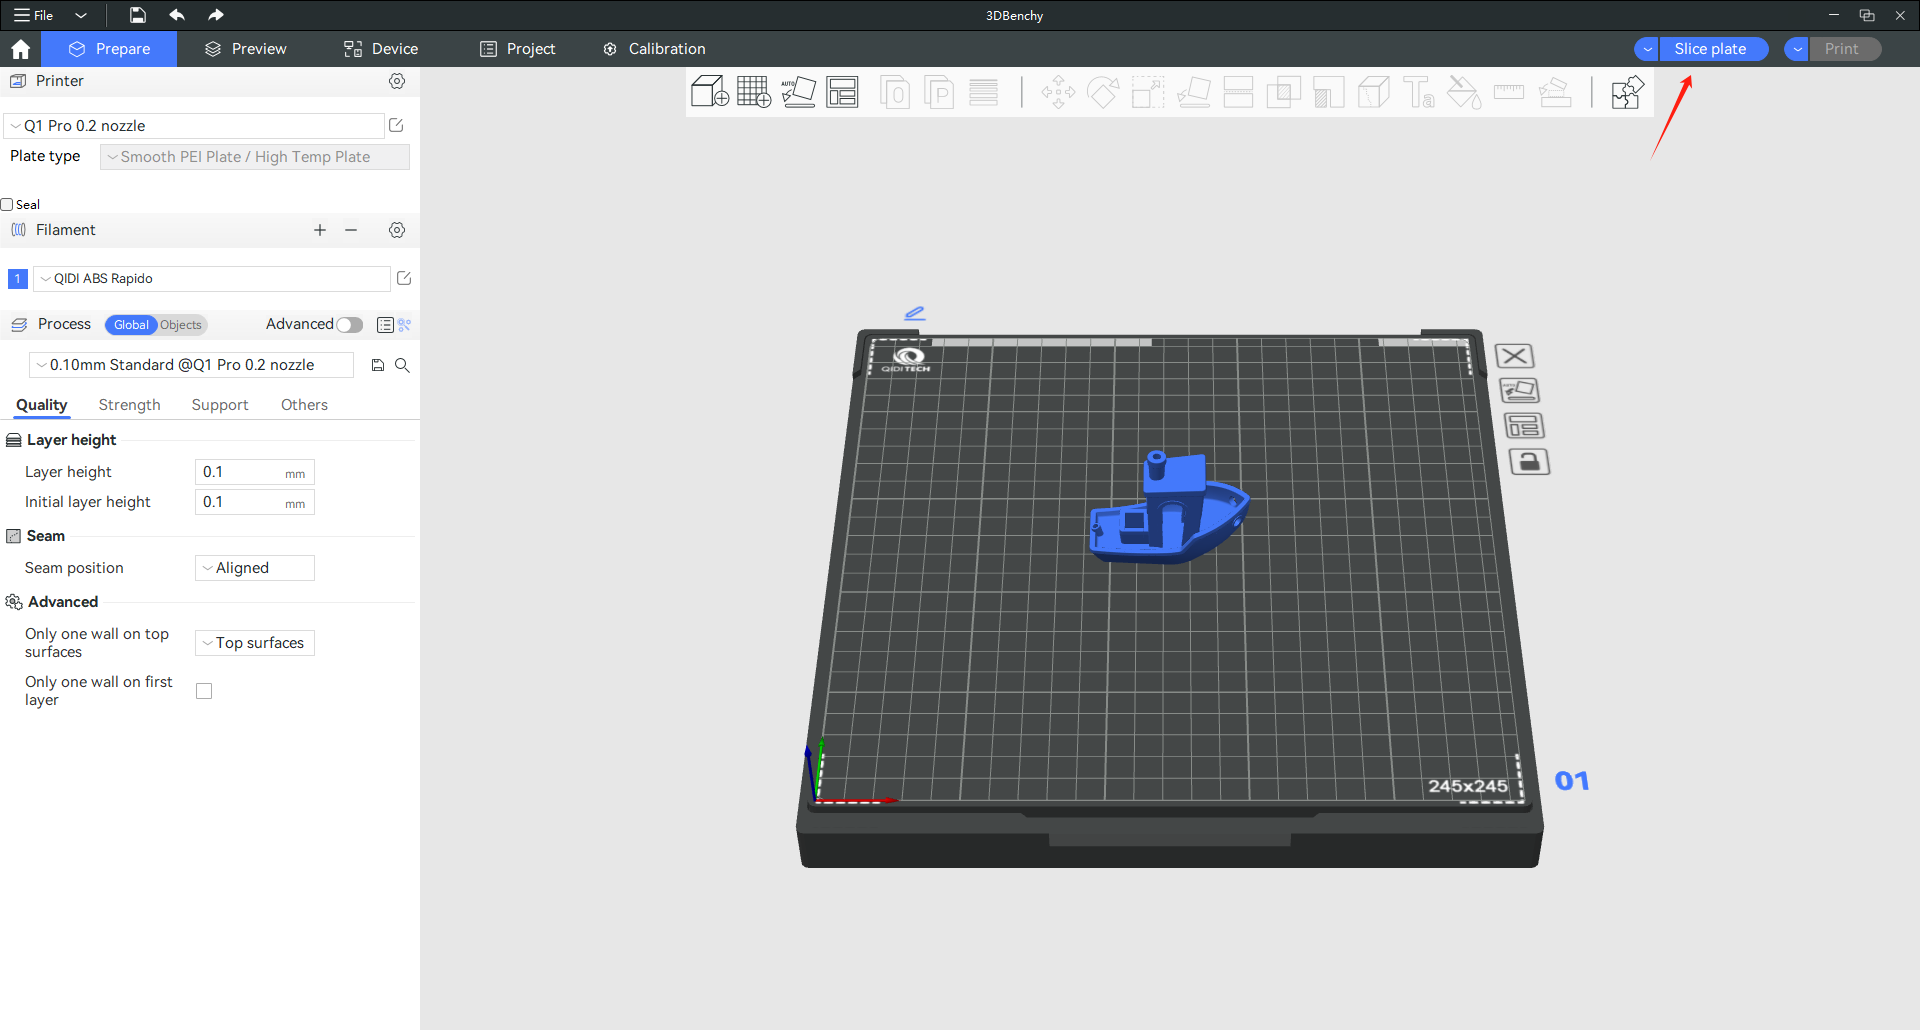 File
3DBenchy
Prepare
Preview
Device
Project
Calibration
Slice plate
Print
Printer
Q1 Pro 0.2 nozzle
Plate type
Smooth PEI Plate / High Temp Plate
Seal
Filament
1
QIDI ABS Rapido
Process
Global
Objects
Advanced
0.10mm Standard @Q1 Pro 0.2 nozzle
Quality
Strength
Support
Others
Layer height
Layer height
0.1
mm
Initial layer height
0.1
mm
Seam
Seam position
Aligned
Advanced
Only one wall on top
surfaces
Top surfaces
Only one wall on first
layer
AUTO
O
P
Ta
QIDITECH
AUTO
245x245
01